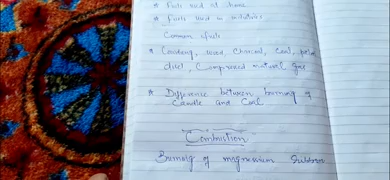 * Fuels used at home
* Fuels used in industries
Common fuels
* Cowdung, wood, charcoal, coal, petrol
diesel, Compressed natural gas
* Difference between burning of
Candle and Coal
Combustion
Burning of magnesium